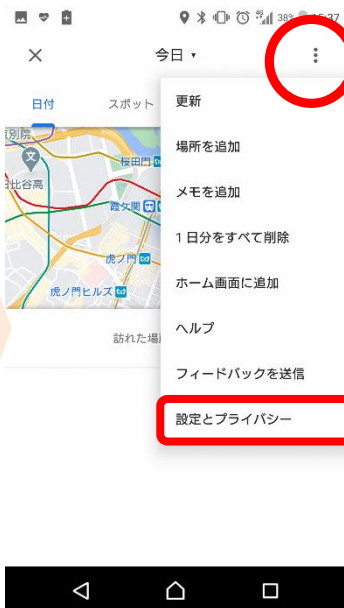 38% 15:37
今日
日付 スポット
更新
場所を追加
メモを追加
1日分をすべて削除
ホーム画面に追加
ヘルプ
フィードバックを送信
設定とプライバシー
桜田門
霞ケ関
虎ノ門
虎ノ門ヒルズ
訪れた場